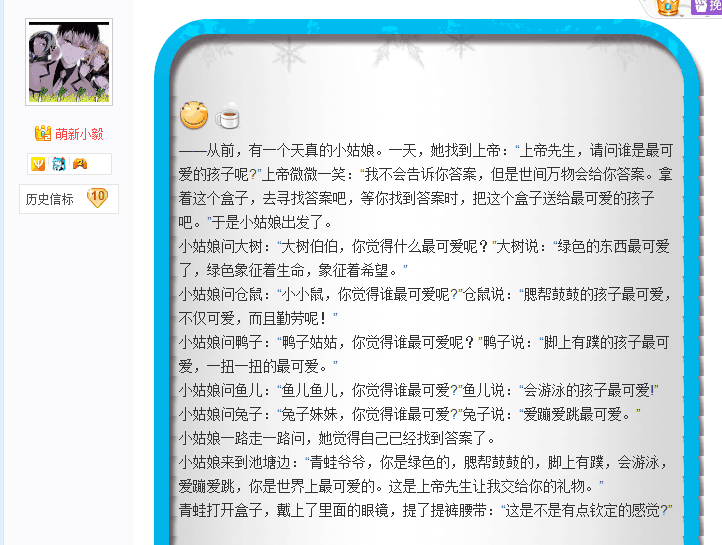 挽
萌新小毅
历史信标
10
——从前，有一个天真的小姑娘。一天，她找到上帝：“上帝先生，请问谁是最可
爱的孩子呢?”上帝微微一笑：“我不会告诉你答案，但是世间万物会给你答案。拿
着这个盒子，去寻找答案吧，等你找到答案时，把这个盒子送给最可爱的孩子
吧。”于是小姑娘出发了。
小姑娘问大树：“大树伯伯，你觉得什么最可爱呢？”大树说：“绿色的东西最可爱
了，绿色象征着生命，象征着希望。”
小姑娘问仓鼠：“小小鼠，你觉得谁最可爱呢?”仓鼠说：“腮帮鼓鼓的孩子最可爱，
不仅可爱，而且勤劳呢！”
小姑娘问鸭子：“鸭子姑姑，你觉得谁最可爱呢？”鸭子说：“脚上有蹼的孩子最可
爱，一扭一扭的最可爱。”
小姑娘问鱼儿：“鱼儿鱼儿，你觉得谁最可爱?”鱼儿说：“会游泳的孩子最可爱!”
小姑娘问兔子：“兔子妹妹，你觉得谁最可爱?”兔子说：“爱蹦爱跳最可爱。”
小姑娘一路走一路问，她觉得自己已经找到答案了。
小姑娘来到池塘边：“青蛙爷爷，你是绿色的，腮帮鼓鼓的，脚上有蹼，会游泳，
爱蹦爱跳，你是世界上最可爱的。这是上帝先生让我交给你的礼物。”
青蛙打开盒子，戴上了里面的眼镜，提了提裤腰带：“这是不是有点钦定的感觉?”